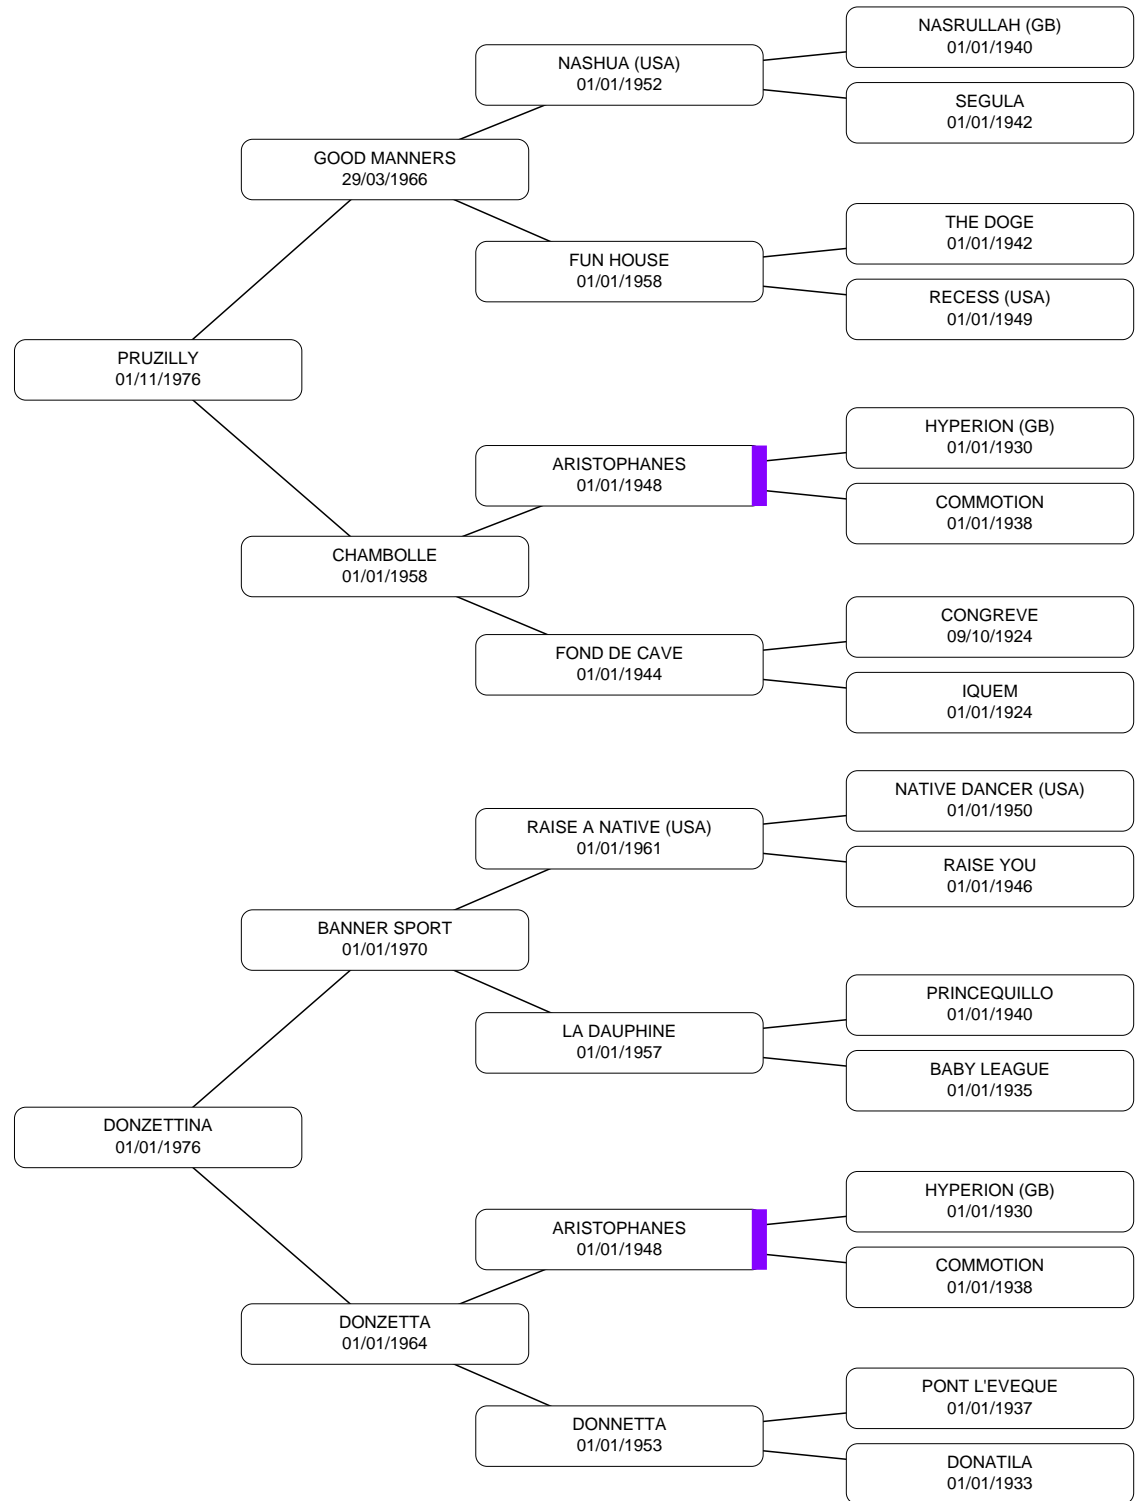 NASRULLAH (GB)
01/01/1940
NASHUA (USA)
01/01/1952
SEGULA
01/01/1942
GOOD MANNERS
29/03/1966
THE DOGE
01/01/1942
FUN HOUSE
01/01/1958
RECESS (USA)
01/01/1949
PRUZILLY
01/11/1976
HYPERION (GB)
01/01/1930
ARISTOPHANES
01/01/1948
COMMOTION
01/01/1938
CHAMBOLLE
01/01/1958
CONGREVE
09/10/1924
FOND DE CAVE
01/01/1944
IQUEM
01/01/1924
NATIVE DANCER (USA)
01/01/1950
RAISE A NATIVE (USA)
01/01/1961
RAISE YOU
01/01/1946
BANNER SPORT
01/01/1970
PRINCEQUILLO
01/01/1940
LA DAUPHINE
01/01/1957
BABY LEAGUE
01/01/1935
DONZETTINA
01/01/1976
HYPERION (GB)
01/01/1930
ARISTOPHANES
01/01/1948
COMMOTION
01/01/1938
DONZETTA
01/01/1964
PONT L'EVEQUE
01/01/1937
DONNETTA
01/01/1953
DONATILA
01/01/1933